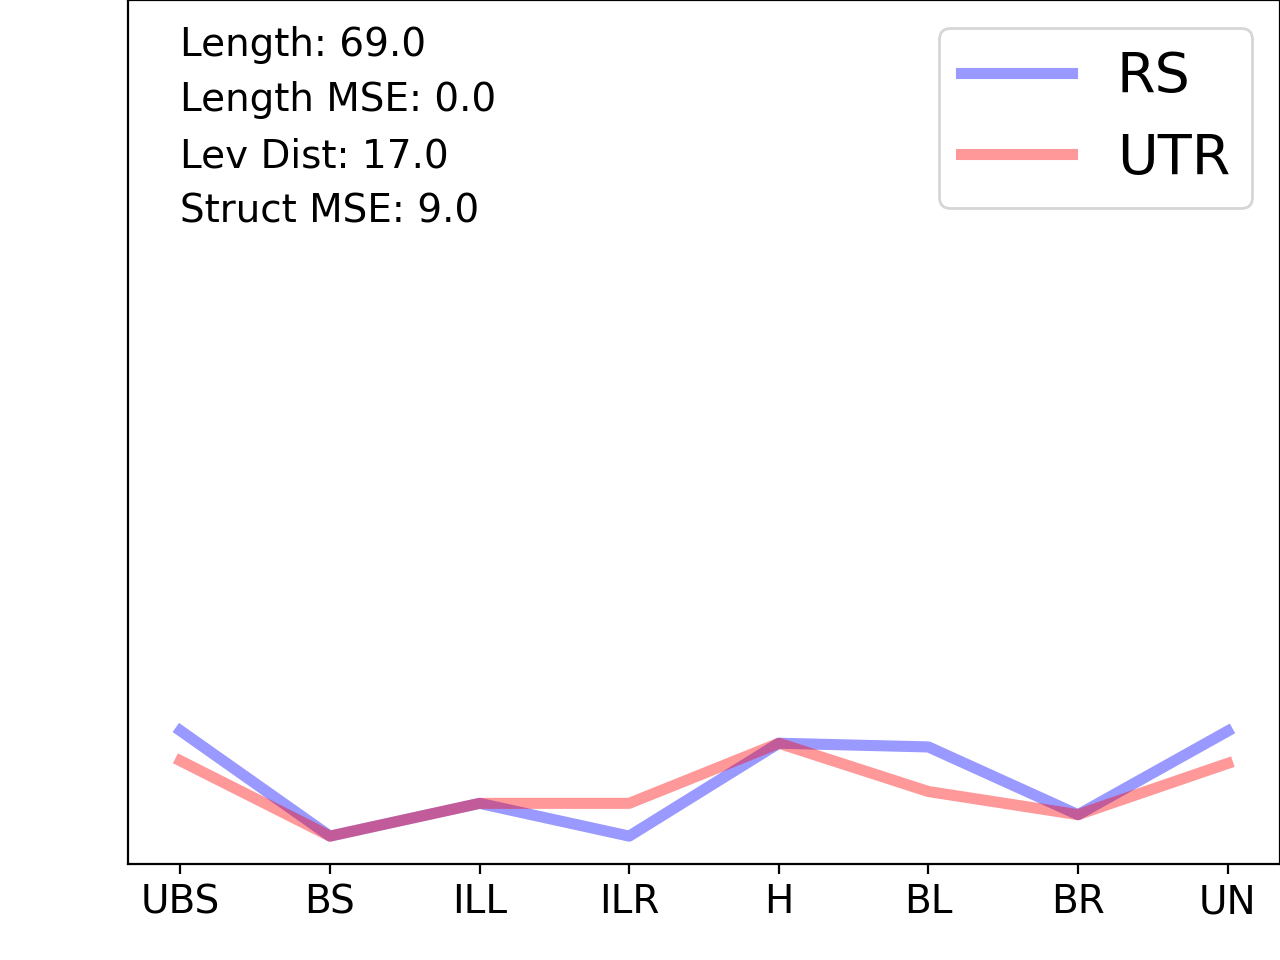 Length: 69.0
Length MSE: 0.0
Lev Dist: 17.0
Struct MSE: 9.0
RS
UTR
UBS BS ILL ILR H BL BR UN